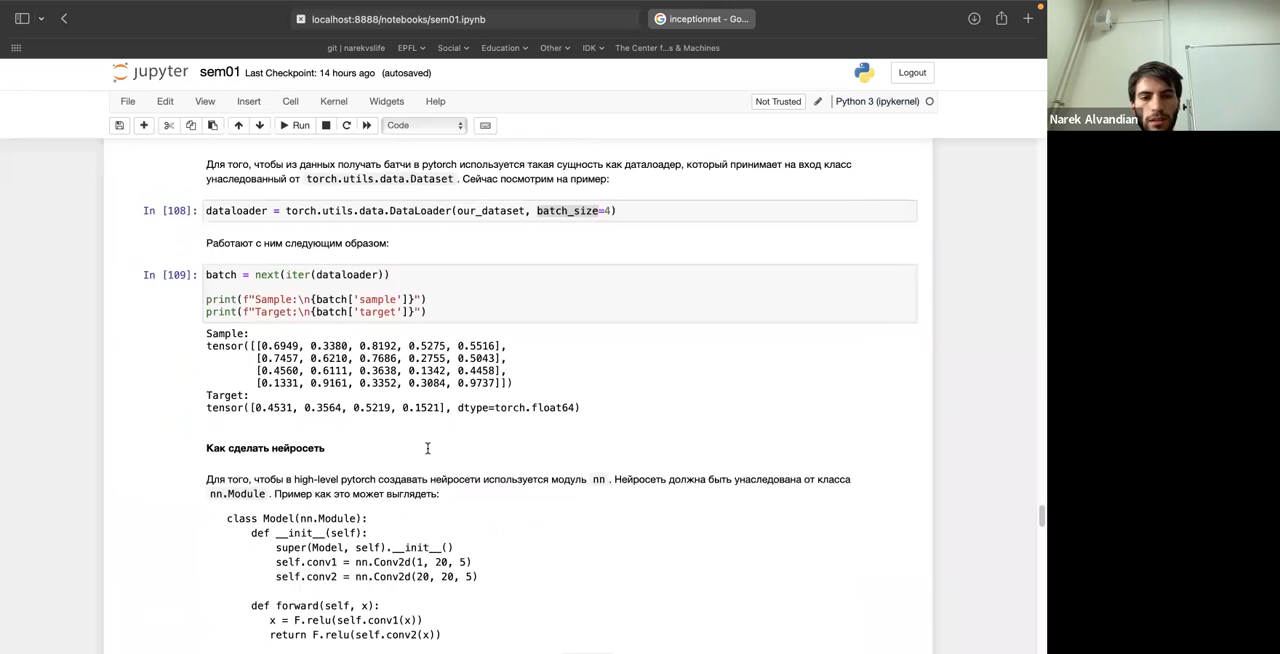 localhost:8888/notebooks/sem01.ipynb
inceptionnet - Go...
git | narekvslife
EPFL
Social
Education
Other
IDK
The Center f...s & Machines
jupyter
sem01
Last Checkpoint: 14 hours ago
(autosaved)
Logout
File
Edit
View
Insert
Cell
Kernel
Widgets
Help
Not Trusted
Python 3 (ipykernel)
Run
Code
Для того, чтобы из данных получать батчи в pytorch используется такая сущность как даталоадер, который принимает на вход класс
унаследованный от torch.utils.data.Dataset . Сейчас посмотрим на пример:
In [108]: dataloader = torch.utils.data.DataLoader(our_dataset, batch_size=4)
Работают с ним следующим образом:
In [109]: batch = next(iter(dataloader))
print(f"Sample:\n{batch['sample']}")
print(f"Target:\n{batch['target']}")
Sample:
tensor([[0.6949, 0.3380, 0.8192, 0.5275, 0.5516],
[0.7457, 0.6210, 0.7686, 0.2755, 0.5043],
[0.4560, 0.6111, 0.3638, 0.1342, 0.4458],
[0.1331, 0.9161, 0.3352, 0.3084, 0.9737]])
Target:
tensor([0.4531, 0.3564, 0.5219, 0.1521], dtype=torch.float64)
Как сделать нейросеть
Для того, чтобы в high-level pytorch создавать нейросети используется модуль nn . Нейросеть должна быть унаследована от класса
nn.Module . Пример как это может выглядеть:
class Model(nn.Module):
def __init__(self):
super(Model, self).__init__()
self.conv1 = nn.Conv2d(1, 20, 5)
self.conv2 = nn.Conv2d(20, 20, 5)
def forward(self, x):
x = F.relu(self.conv1(x))
return F.relu(self.conv2(x))
Narek Alvandian